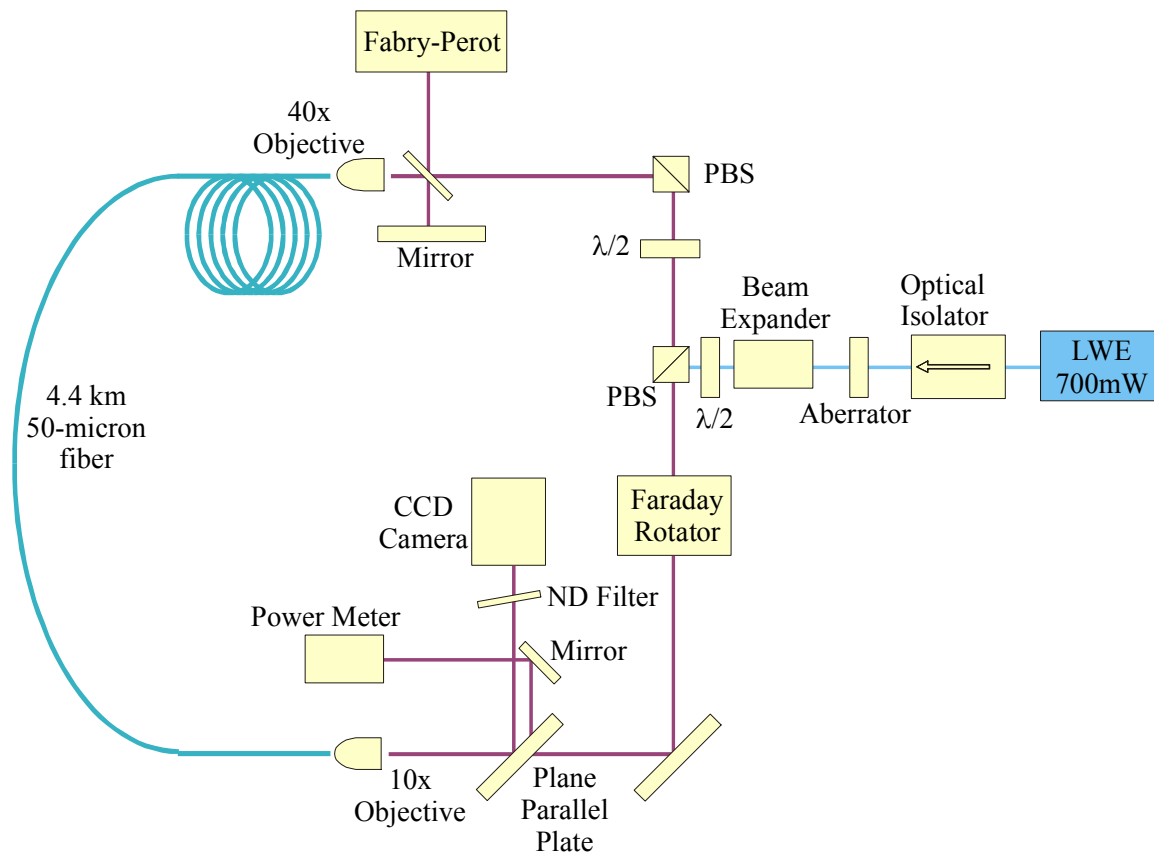 Fabry-Perot
40x
Objective
PBS
Mirror
λ/2
Beam
Expander
Optical
Isolator
LWE
700mW
PBS
λ/2
Aberrator
4.4 km
50-micron
fiber
CCD
Camera
Faraday
Rotator
ND Filter
Power Meter
Mirror
10x
Objective
Plane
Parallel
Plate